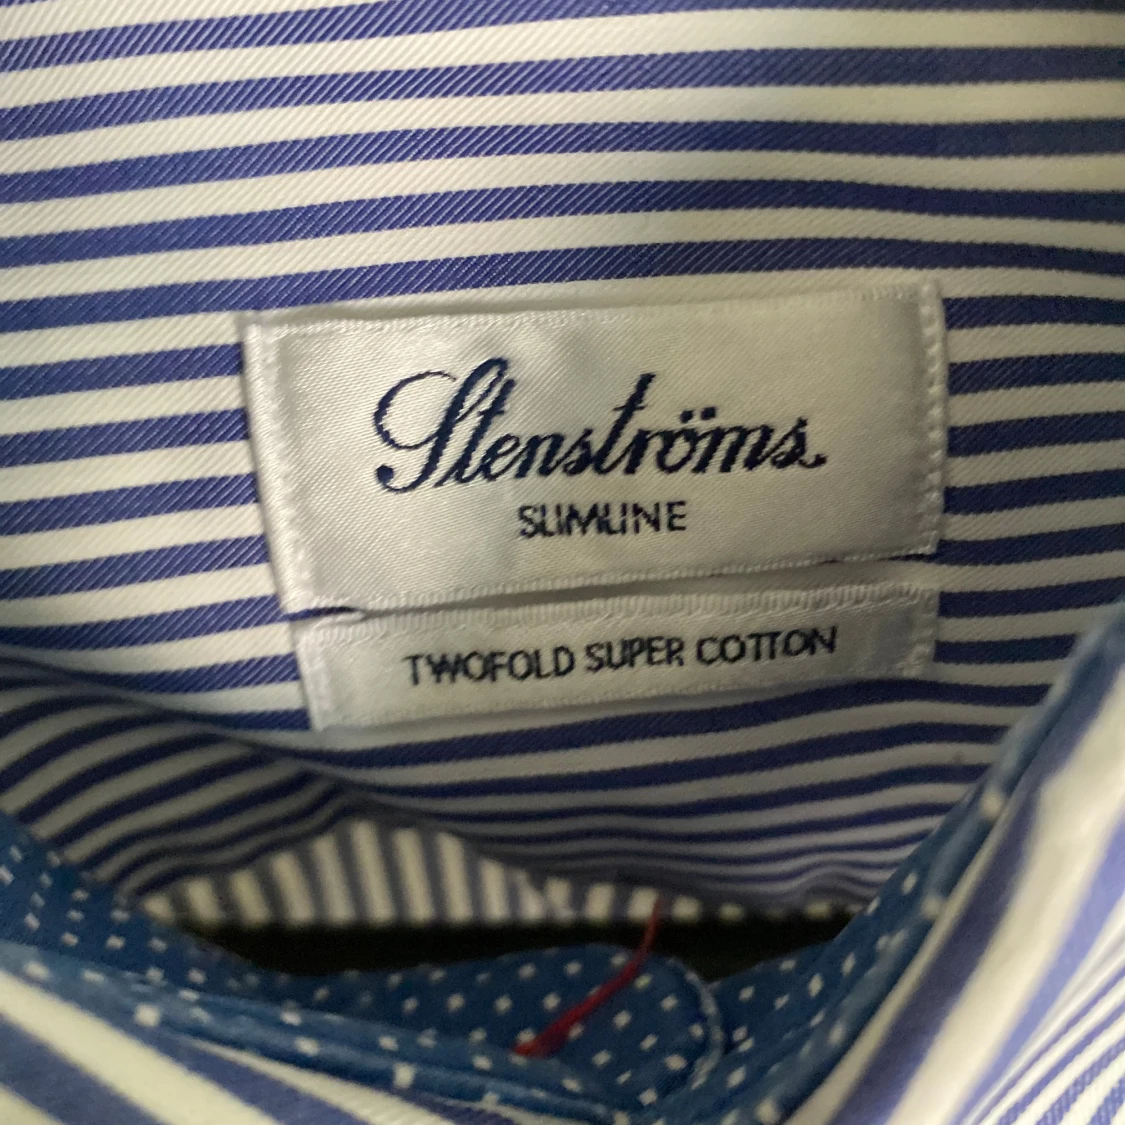 Stenströms
SLIMLINE
TWOFOLD SUPER COTTON